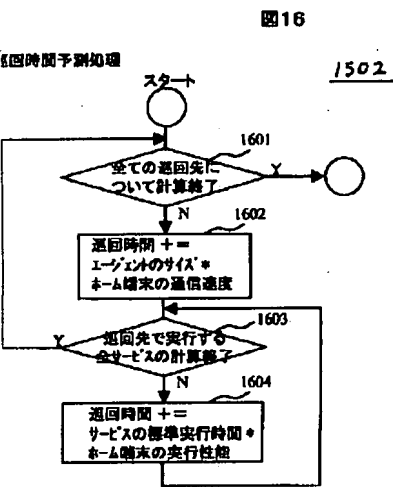 図16
巡回時間予測処理
1502
スタート
1601
全ての巡回先に
ついて計算終了
Y
N
1602
巡回時間 +=
エージェントのサイズ*
ホーム端末の通信速度
1603
巡回先で実行する
全サービスの計算終了
Y
N
1604
巡回時間 +=
サービスの標準実行時間*
ホーム端末の実行性能